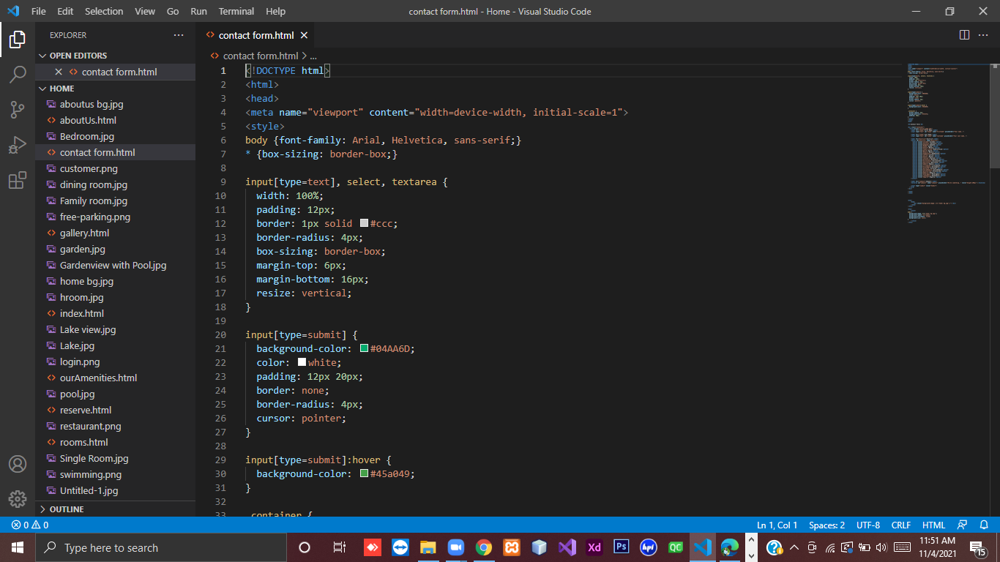 File Edit Selection View Go Run Terminal Help
contact form.html - Home - Visual Studio Code
EXPLORER
OPEN EDITORS
contact form.html
HOME
aboutus bg.jpg
aboutUs.html
Bedroom.jpg
contact form.html
customer.png
dining room.jpg
Family room.jpg
free-parking.png
gallery.html
garden.jpg
Gardenview with Pool.jpg
home bg.jpg
hroom.jpg
index.html
Lake view.jpg
Lake.jpg
login.png
ourAmenities.html
pool.jpg
reserve.html
restaurant.png
rooms.html
Single Room.jpg
swimming.png
Untitled-1.jpg
OUTLINE
contact form.html
contact form.html > ...
1 <!DOCTYPE html>
2 <html>
3 <head>
4 <meta name="viewport" content="width=device-width, initial-scale=1">
5 <style>
6 body {font-family: Arial, Helvetica, sans-serif;}
7 * {box-sizing: border-box;}
8
9 input[type=text], select, textarea {
10 width: 100%;
11 padding: 12px;
12 border: 1px solid #ccc;
13 border-radius: 4px;
14 box-sizing: border-box;
15 margin-top: 6px;
16 margin-bottom: 16px;
17 resize: vertical;
18 }
19
20 input[type=submit] {
21 background-color: #04AA6D;
22 color: white;
23 padding: 12px 20px;
24 border: none;
25 border-radius: 4px;
26 cursor: pointer;
27 }
28
29 input[type=submit]:hover {
30 background-color: #45a049;
31 }
32
33 .container {
0 0
Ln 1, Col 1 Spaces: 2 UTF-8 CRLF HTML
Type here to search
Xd Ps hp QC
11:51 AM
11/4/2021
15